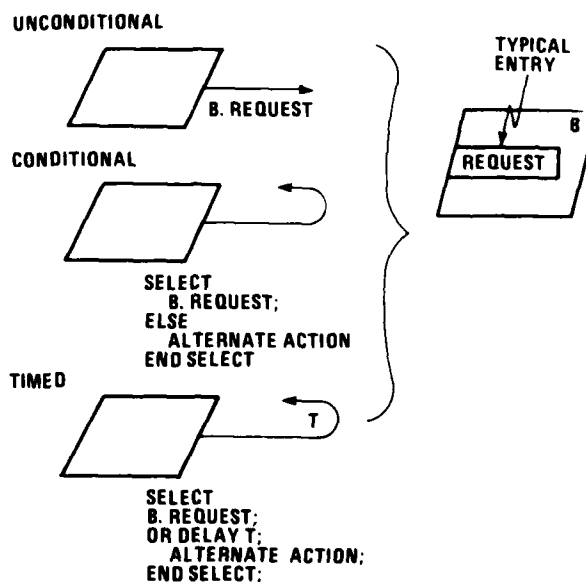 UNCONDITIONAL
B. REQUEST
TYPICAL
ENTRY
B
REQUEST
CONDITIONAL
SELECT
B. REQUEST;
ELSE
ALTERNATE ACTION
END SELECT
TIMED
T
SELECT
B. REQUEST;
OR DELAY T;
ALTERNATE ACTION;
END SELECT;